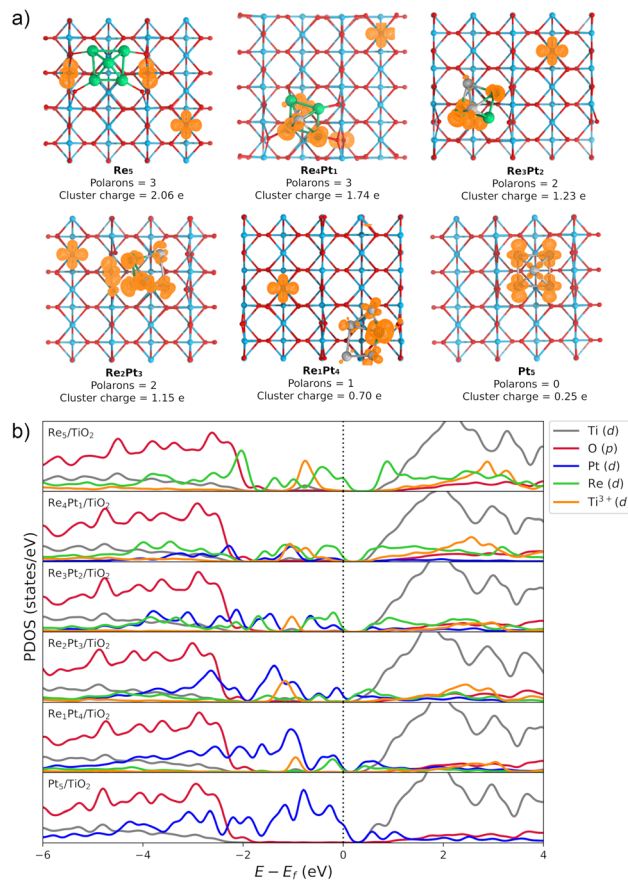 a)
Re₅
Polarons = 3
Cluster charge = 2.06 e
Re₄Pt₁
Polarons = 3
Cluster charge = 1.74 e
Re₃Pt₂
Polarons = 2
Cluster charge = 1.23 e
Re₂Pt₃
Polarons = 2
Cluster charge = 1.15 e
Re₁Pt₄
Polarons = 1
Cluster charge = 0.70 e
Pt₅
Polarons = 0
Cluster charge = 0.25 e
b)
Re₅/TiO₂
Re₄Pt₁/TiO₂
Re₃Pt₂/TiO₂
Re₂Pt₃/TiO₂
Re₁Pt₄/TiO₂
Pt₅/TiO₂
Ti (d)
O (p)
Pt (d)
Re (d)
Ti³⁺(d
PDOS (states/eV)
−6 −4 −2 0 2 4
E − E_f (eV)